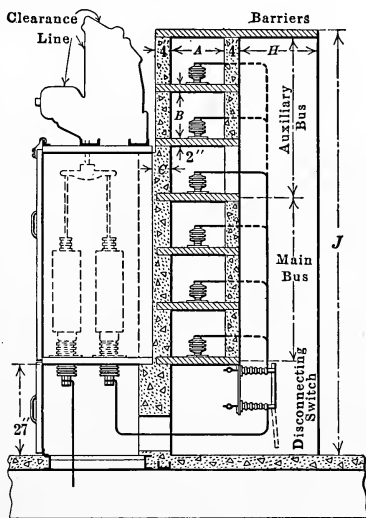 Clearance
Line
Barriers
4
A
4
H
B
2"
C
Auxiliary
Bus
Main
Bus
J
Disconnecting
Switch
27"